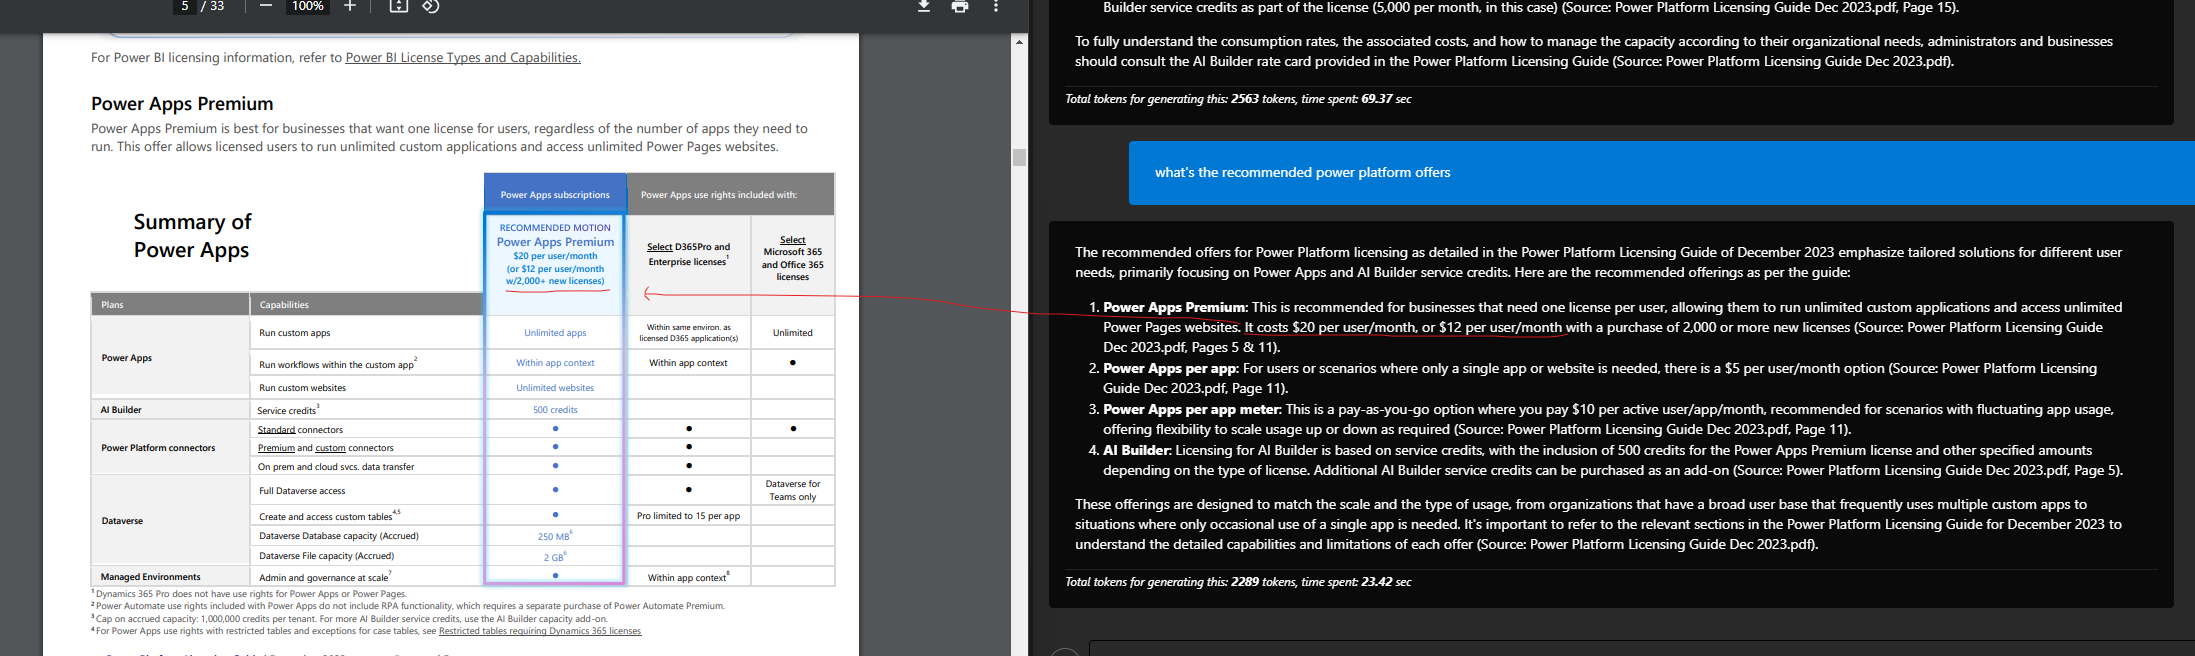 5 / 33
100%
For Power BI licensing information, refer to Power BI License Types and Capabilities.
Power Apps Premium
Power Apps Premium is best for businesses that want one license for users, regardless of the number of apps they need to
run. This offer allows licensed users to run unlimited custom applications and access unlimited Power Pages websites.
Summary of
Power Apps
Power Apps subscriptions
Power Apps use rights included with:
RECOMMENDED MOTION
Power Apps Premium
$20 per user/month
(or $12 per user/month
w/2,000+ new licenses)
Select D365Pro and
Enterprise licenses1
Select
Microsoft 365
and Office 365
licenses
Plans
Capabilities
Power Apps
Run custom apps
Unlimited apps
Within same environ. as
licensed D365 application(s)
Unlimited
Run workflows within the custom app2
Within app context
Within app context
●
Run custom websites
Unlimited websites
AI Builder
Service credits3
500 credits
Power Platform connectors
Standard connectors
● ● ●
Premium and custom connectors
● ●
On prem and cloud svcs. data transfer
● ●
Dataverse
Full Dataverse access
● ●
Dataverse for
Teams only
Create and access custom tables4,5
●
Pro limited to 15 per app
Dataverse Database capacity (Accrued)
250 MB6
Dataverse File capacity (Accrued)
2 GB6
Managed Environments
Admin and governance at scale7
●
Within app context8
1 Dynamics 365 Pro does not have use rights for Power Apps or Power Pages.
2 Power Automate use rights included with Power Apps do not include RPA functionality, which requires a separate purchase of Power Automate Premium.
3 Cap on accrued capacity: 1,000,000 credits per tenant. For more AI Builder service credits, use the AI Builder capacity add-on.
4 For Power Apps use rights with restricted tables and exceptions for case tables, see Restricted tables requiring Dynamics 365 licenses
Builder service credits as part of the license (5,000 per month, in this case) (Source: Power Platform Licensing Guide Dec 2023.pdf, Page 15).
To fully understand the consumption rates, the associated costs, and how to manage the capacity according to their organizational needs, administrators and businesses
should consult the AI Builder rate card provided in the Power Platform Licensing Guide (Source: Power Platform Licensing Guide Dec 2023.pdf).
Total tokens for generating this: 2563 tokens, time spent: 69.37 sec
what's the recommended power platform offers
The recommended offers for Power Platform licensing as detailed in the Power Platform Licensing Guide of December 2023 emphasize tailored solutions for different user
needs, primarily focusing on Power Apps and AI Builder service credits. Here are the recommended offerings as per the guide:
1. Power Apps Premium: This is recommended for businesses that need one license per user, allowing them to run unlimited custom applications and access unlimited
Power Pages websites. It costs $20 per user/month, or $12 per user/month with a purchase of 2,000 or more new licenses (Source: Power Platform Licensing Guide
Dec 2023.pdf, Pages 5 & 11).
2. Power Apps per app: For users or scenarios where only a single app or website is needed, there is a $5 per user/month option (Source: Power Platform Licensing
Guide Dec 2023.pdf, Page 11).
3. Power Apps per app meter: This is a pay-as-you-go option where you pay $10 per active user/app/month, recommended for scenarios with fluctuating app usage,
offering flexibility to scale usage up or down as required (Source: Power Platform Licensing Guide Dec 2023.pdf, Page 11).
4. AI Builder: Licensing for AI Builder is based on service credits, with the inclusion of 500 credits for the Power Apps Premium license and other specified amounts
depending on the type of license. Additional AI Builder service credits can be purchased as an add-on (Source: Power Platform Licensing Guide Dec 2023.pdf, Page 5).
These offerings are designed to match the scale and the type of usage, from organizations that have a broad user base that frequently uses multiple custom apps to
situations where only occasional use of a single app is needed. It's important to refer to the relevant sections in the Power Platform Licensing Guide for December 2023 to
understand the detailed capabilities and limitations of each offer (Source: Power Platform Licensing Guide Dec 2023.pdf).
Total tokens for generating this: 2289 tokens, time spent: 23.42 sec